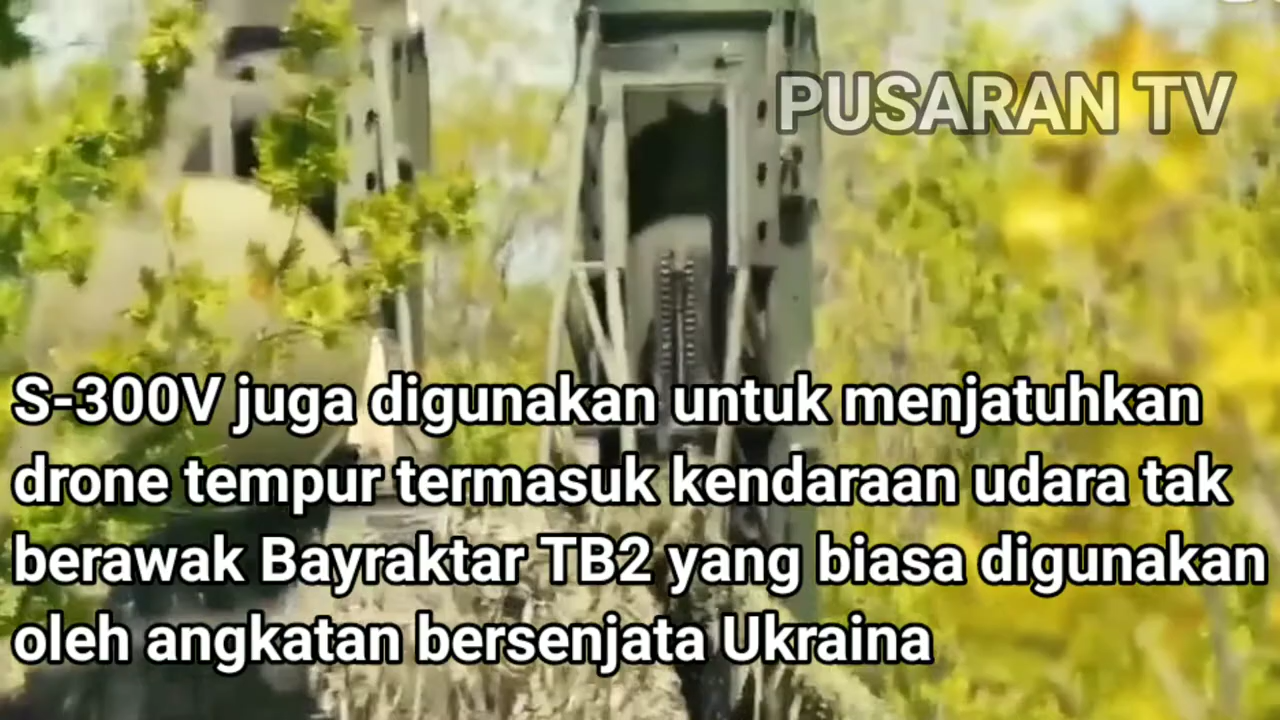 PUSARAN TV
S-300V juga digunakan untuk menjatuhkan
drone tempur termasuk kendaraan udara tak
berawak Bayraktar TB2 yang biasa digunakan
oleh angkatan bersenjata Ukraina